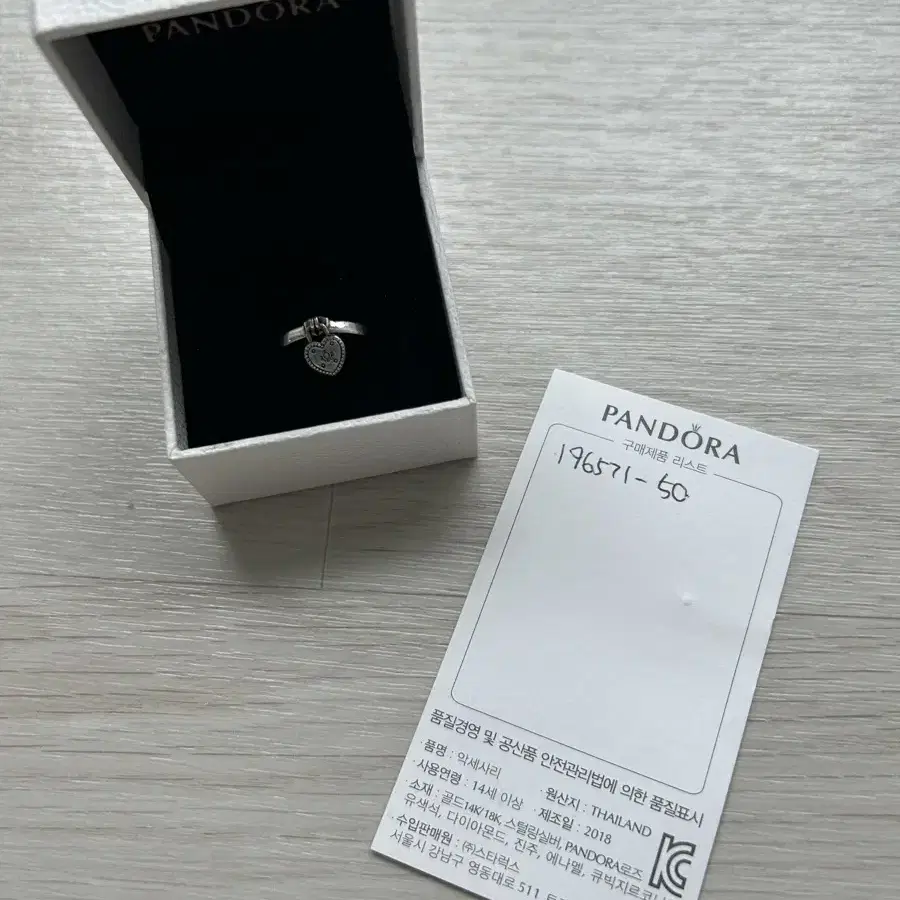 PANDORA
PANDORA
구매제품 리스트
196571-50
품질경영 및 공산품 안전관리법에 의한 품질표시
· 품명 : 악세사리
· 사용연령 : 14세 이상 · 원산지 : THAILAND
· 소재 : 골드14K/18K, 스털링실버, PANDORA로즈 · 제조일 : 2018
유색석, 다이아몬드, 진주, 에나멜, 큐빅지르코니
· 수입판매원 : (주)스타럭스
서울시 강남구 영동대로 511